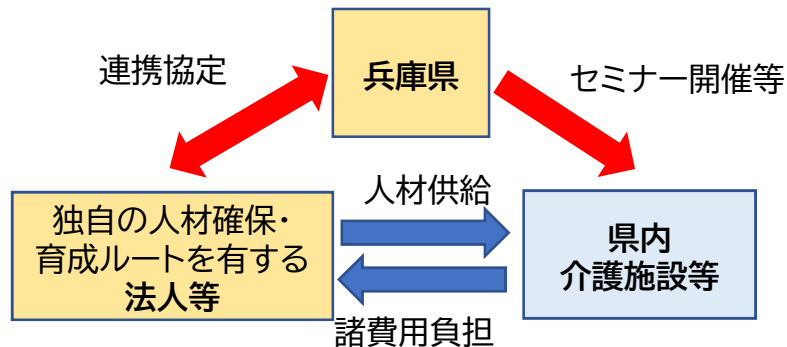 連携協定
兵庫県
セミナー開催等
独自の人材確保・
育成ルートを有する
法人等
人材供給
諸費用負担
県内
介護施設等